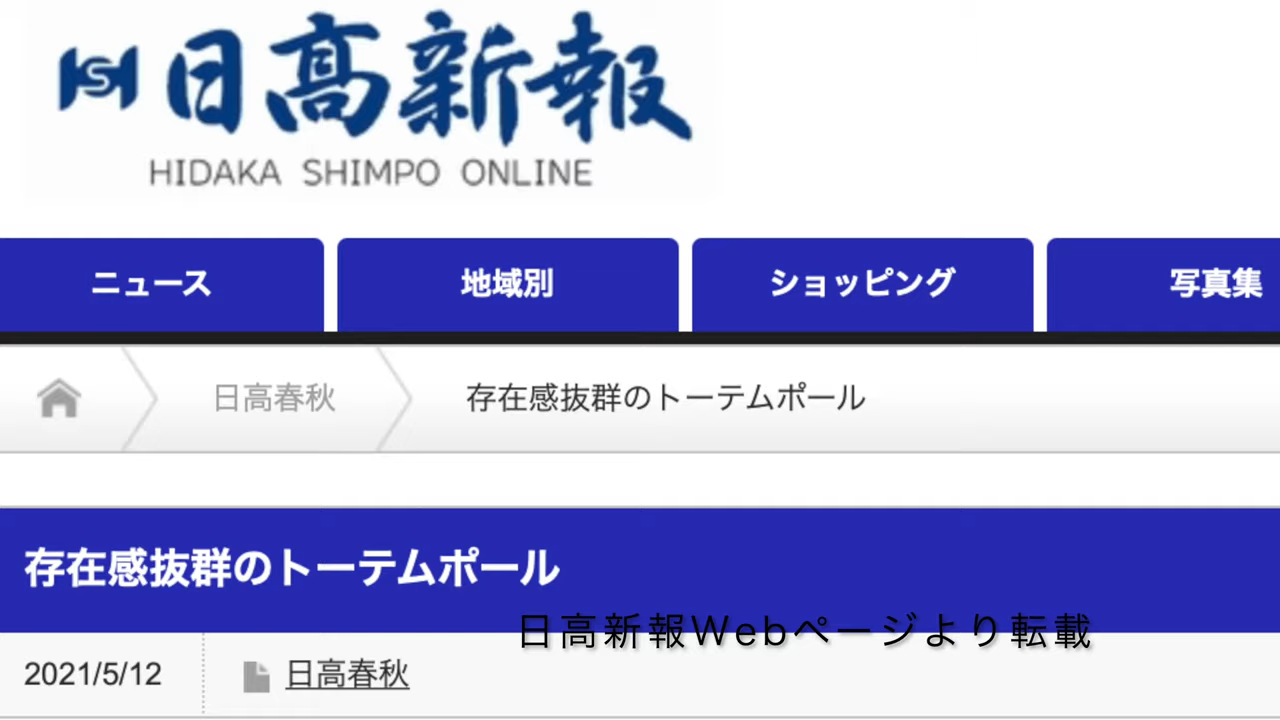 日高新報
HIDAKA SHIMPO ONLINE
ニュース 地域別 ショッピング 写真集
日高春秋 存在感抜群のトーテムポール
存在感抜群のトーテムポール
日高新報Webページより転載
2021/5/12 日高春秋